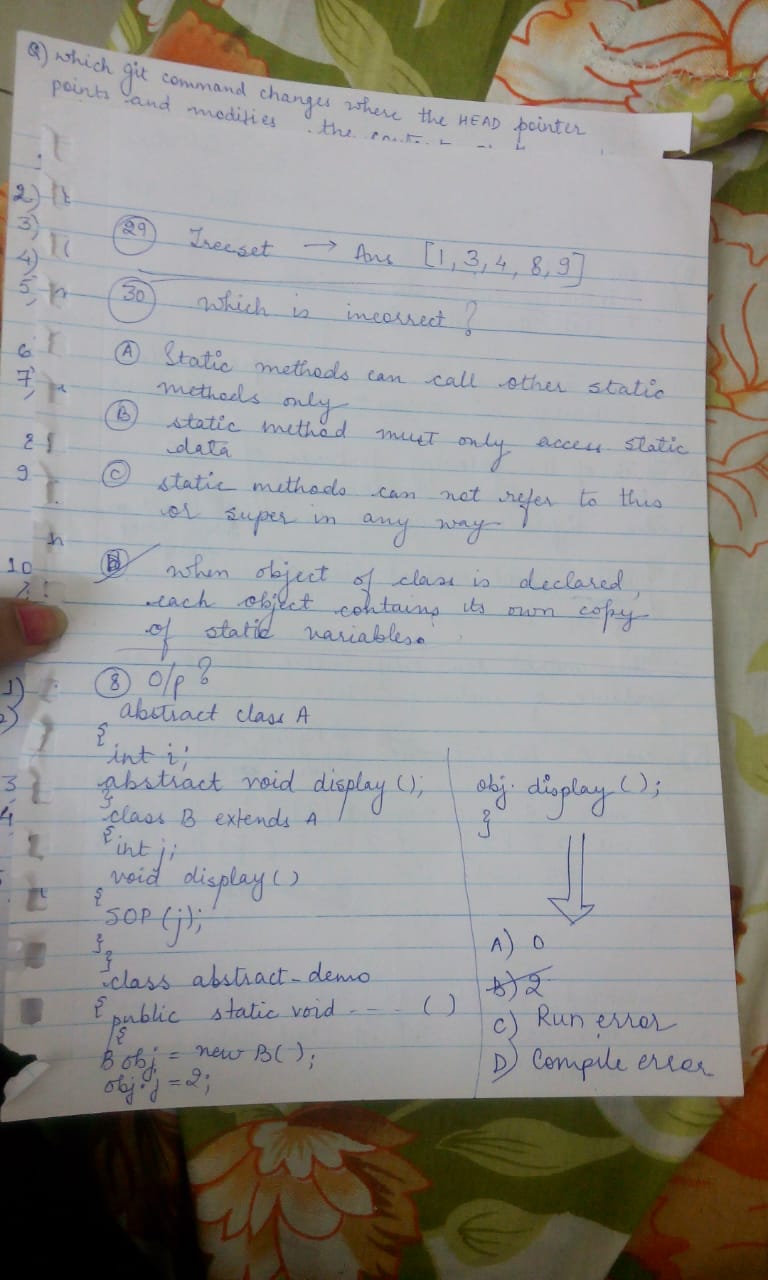 Q) which git command changes where the HEAD pointer
points and modifies the
2)
3)
4)
5)
6
7
8
9
10
29 Treeset → Ans [1, 3, 4, 8, 9]
30 which is incorrect?
A Static methods can call other static
methods only
B static method must only access static
data
C static methods can not refer to this
or super in any way
D when object of class is declared,
each object contains its own copy
of static variables.
8 O/p?
abstract class A
{
int i;
abstract void display ();
}
class B extends A
{
int j;
void display ()
{
SOP (j);
}
}
class abstract-demo
{
public static void ---- ( )
{
B obj = new B( );
obj.j = 2;
obj. display ( );
}
A) 0
B) 2
C) Run error
D) Compile error